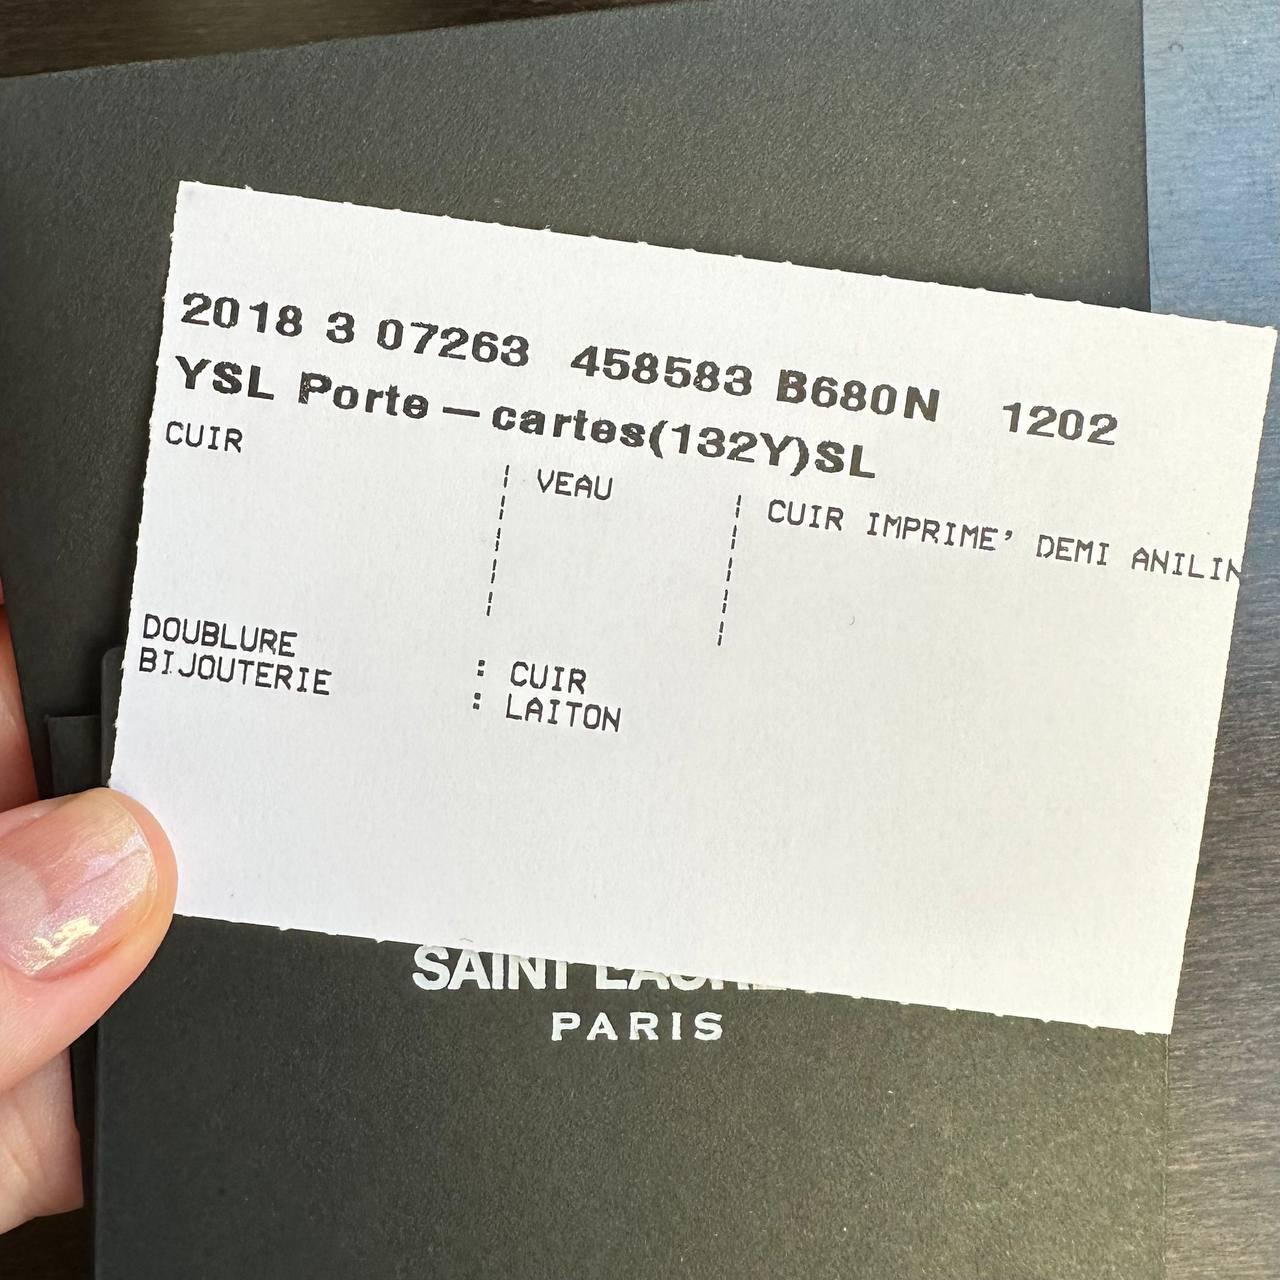 2018 3 07263 458583 B680N 1202
YSL Porte-cartes(132Y)SL
CUIR ¦ VEAU ¦ CUIR IMPRIME' DEMI ANILIN
DOUBLURE : CUIR
BIJOUTERIE : LAITON
SAINT
PARIS